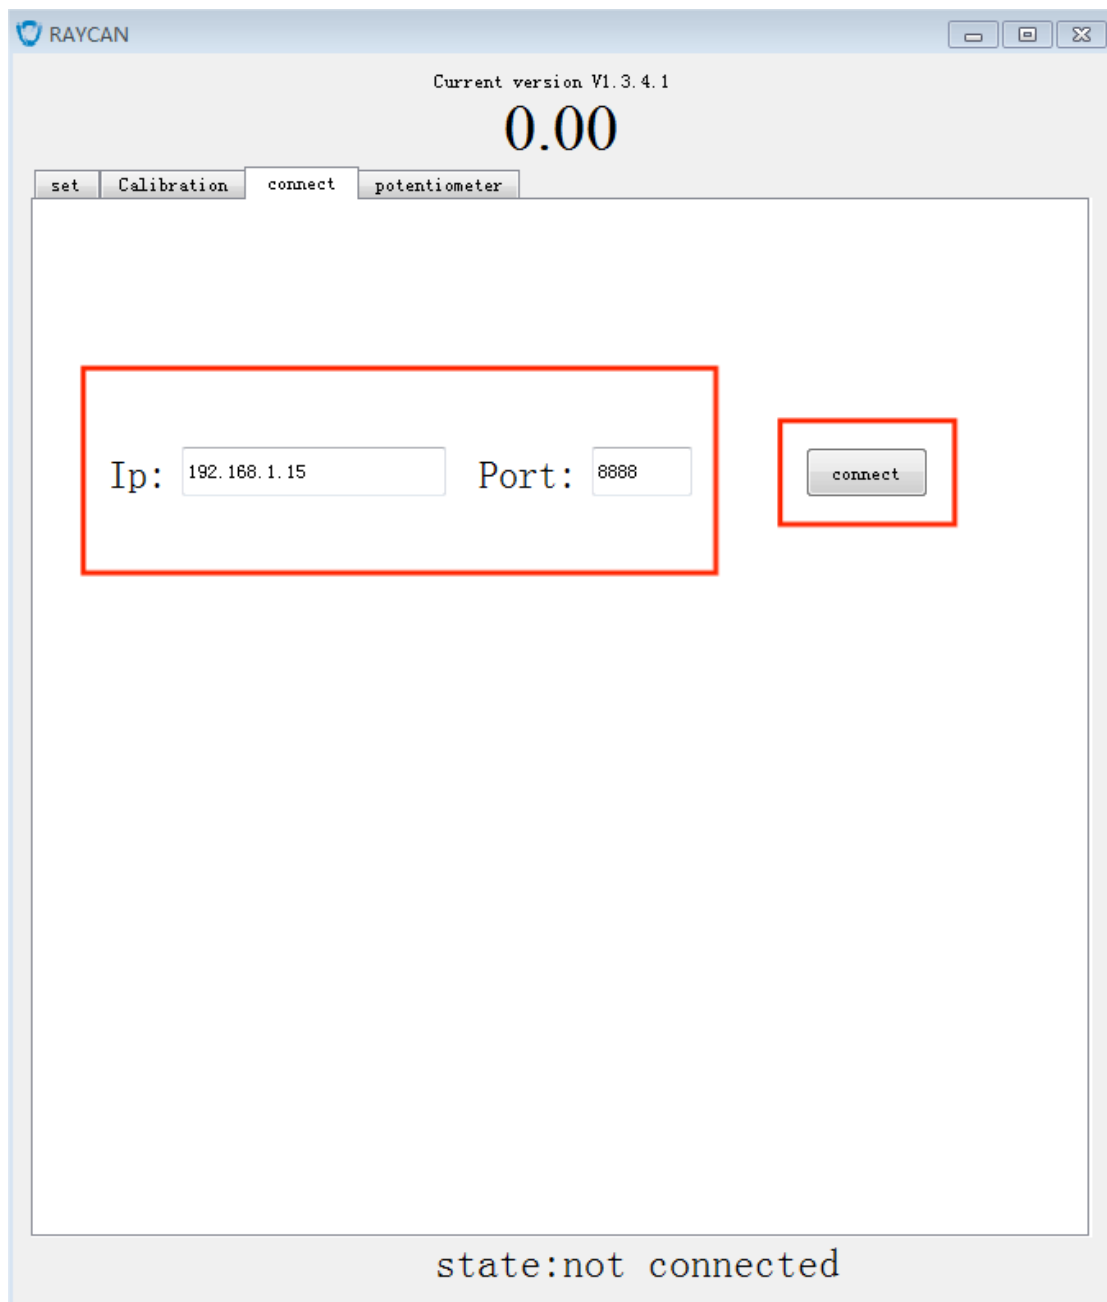 RAYCAN
Current version V1.3.4.1
0.00
set Calibration connect potentiometer
Ip: 192.168.1.15 Port: 8888 connect
state:not connected